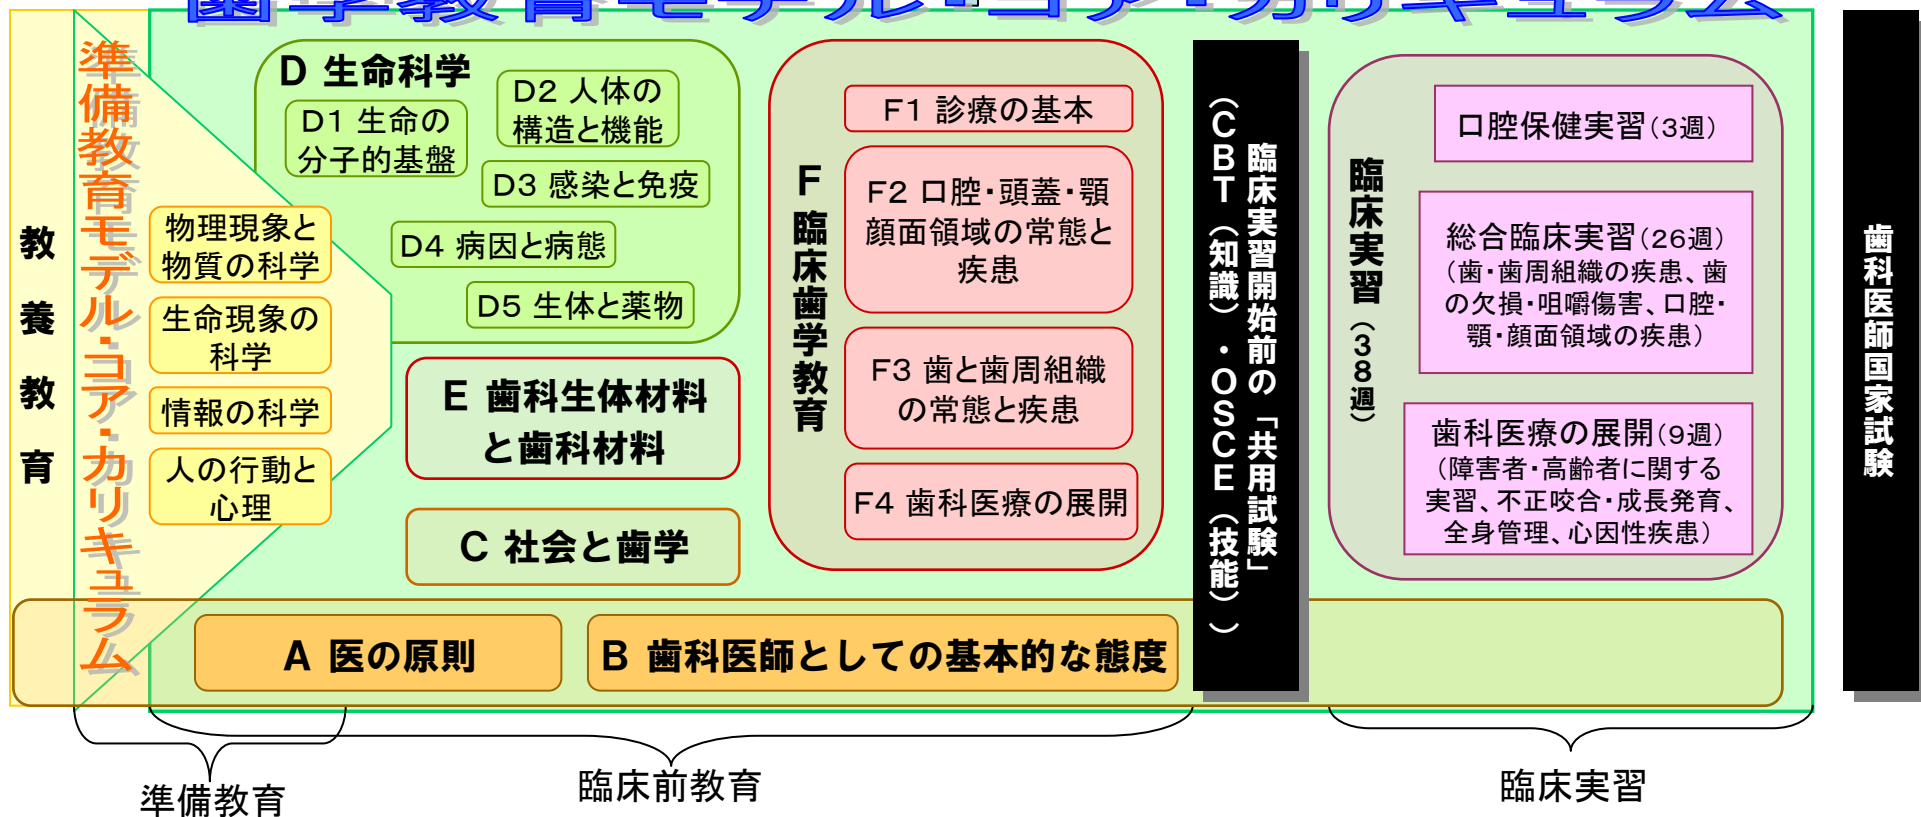 歯学教育モデル・コア・カリキュラム
教養教育
準備教育モデル・コア・カリキュラム
物理現象と
物質の科学
生命現象の
科学
情報の科学
人の行動と
心理
D 生命科学
D1 生命の
分子的基盤
D2 人体の
構造と機能
D3 感染と免疫
D4 病因と病態
D5 生体と薬物
E 歯科生体材料
と歯科材料
C 社会と歯学
F 臨床歯学教育
F1 診療の基本
F2 口腔・頭蓋・顎
顔面領域の常態と
疾患
F3 歯と歯周組織
の常態と疾患
F4 歯科医療の展開
臨床実習開始前の「共用試験」
(CBT(知識)・OSCE(技能))
臨床実習(38週)
口腔保健実習(3週)
総合臨床実習(26週)
(歯・歯周組織の疾患、歯
の欠損・咀嚼傷害、口腔・
顎・顔面領域の疾患)
歯科医療の展開(9週)
(障害者・高齢者に関する
実習、不正咬合・成長発育、
全身管理、心因性疾患)
歯科医師国家試験
A 医の原則
B 歯科医師としての基本的な態度
準備教育
臨床前教育
臨床実習